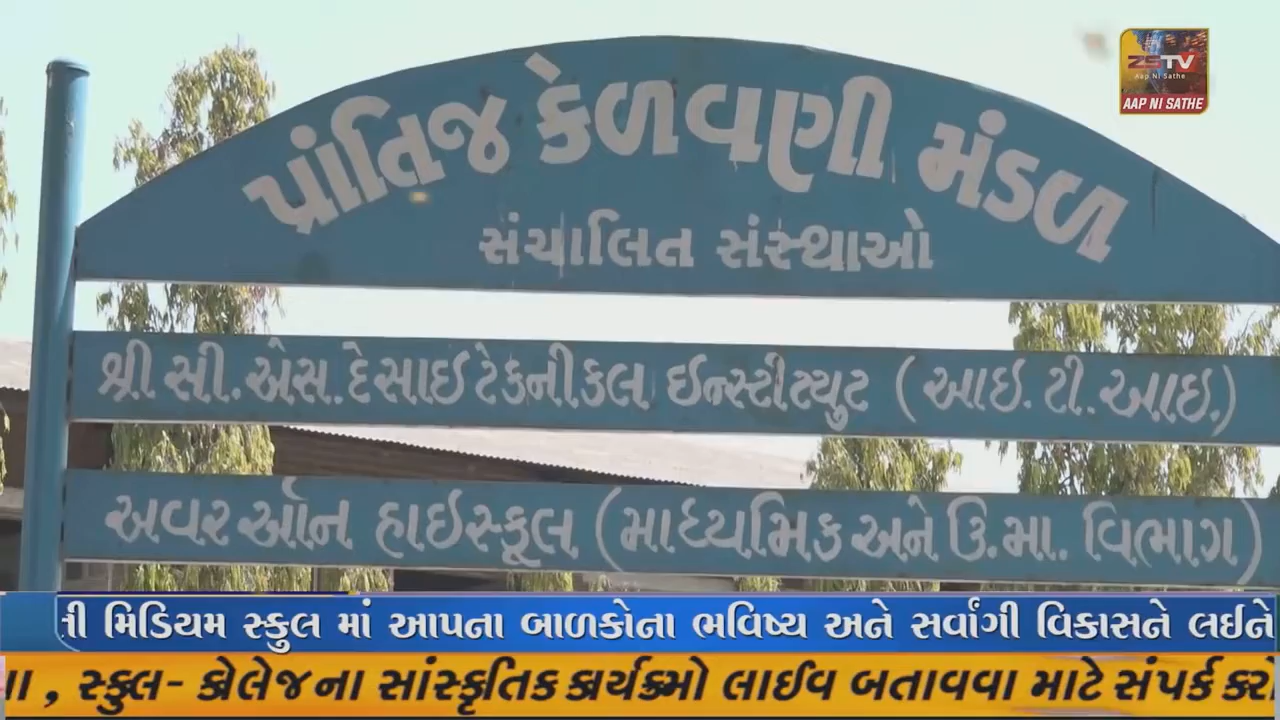 ZSTV
Aap Ni Sathe
AAP NI SATHE
પ્રાંતિજ કેળવણી મંડળ
સંચાલિત સંસ્થાઓ
શ્રી સી. એસ. દેસાઇ ટેકનીકલ ઇન્સ્ટીટ્યુટ (આઇ. ટી. આઇ.)
અવર ઑન હાઇસ્કૂલ (માધ્યમિક અને ઉ.મા. વિભાગ)
તી મિડિયમ સ્કુલ માં આપના બાળકોના ભવિષ્ય અને સર્વાંગી વિકાસને લઈને
ા , સ્કુલ- કોલેજના સાંસ્કૃતિક કાર્યક્રમો લાઈવ બતાવવા માટે સંપર્ક કરો